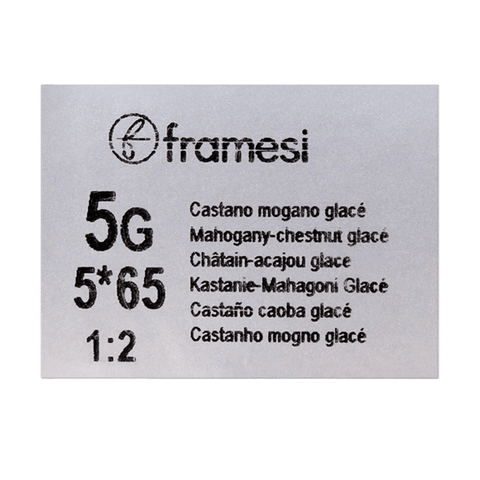 framesi
5G
5*65
1:2
Castano mogano glacé
Mahogany-chestnut glacé
Châtain-acajou glace
Kastanie-Mahagoni Glacé
Castaño caoba glacé
Castanho mogno glacé